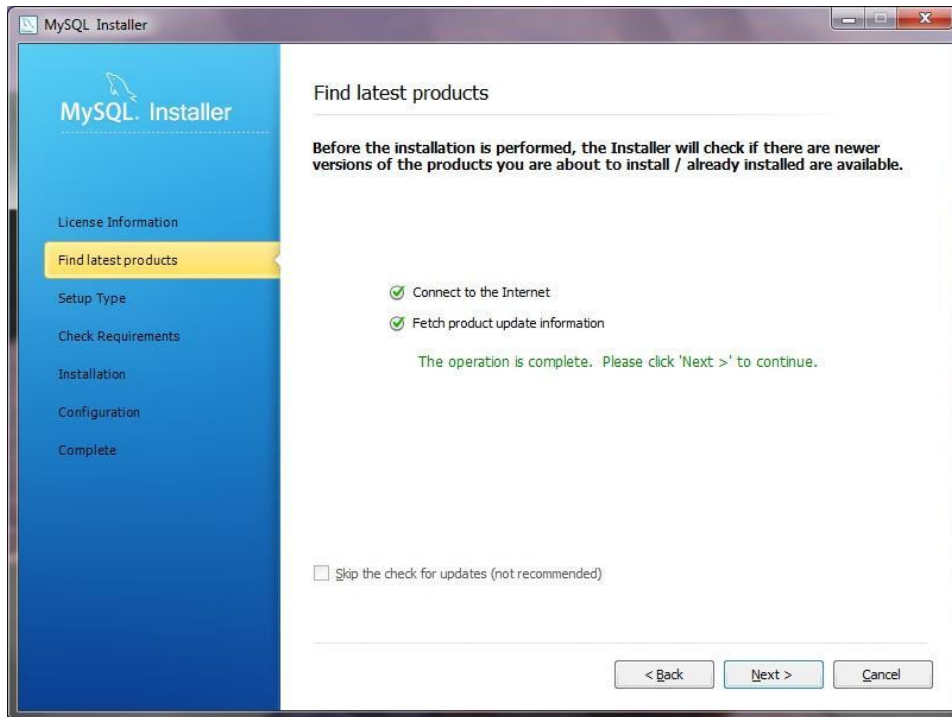 MySQL Installer
MySQL. Installer
License Information
Find latest products
Setup Type
Check Requirements
Installation
Configuration
Complete
Find latest products
Before the installation is performed, the Installer will check if there are newer
versions of the products you are about to install / already installed are available.
Connect to the Internet
Fetch product update information
The operation is complete. Please click 'Next >' to continue.
Skip the check for updates (not recommended)
< Back
Next >
Cancel